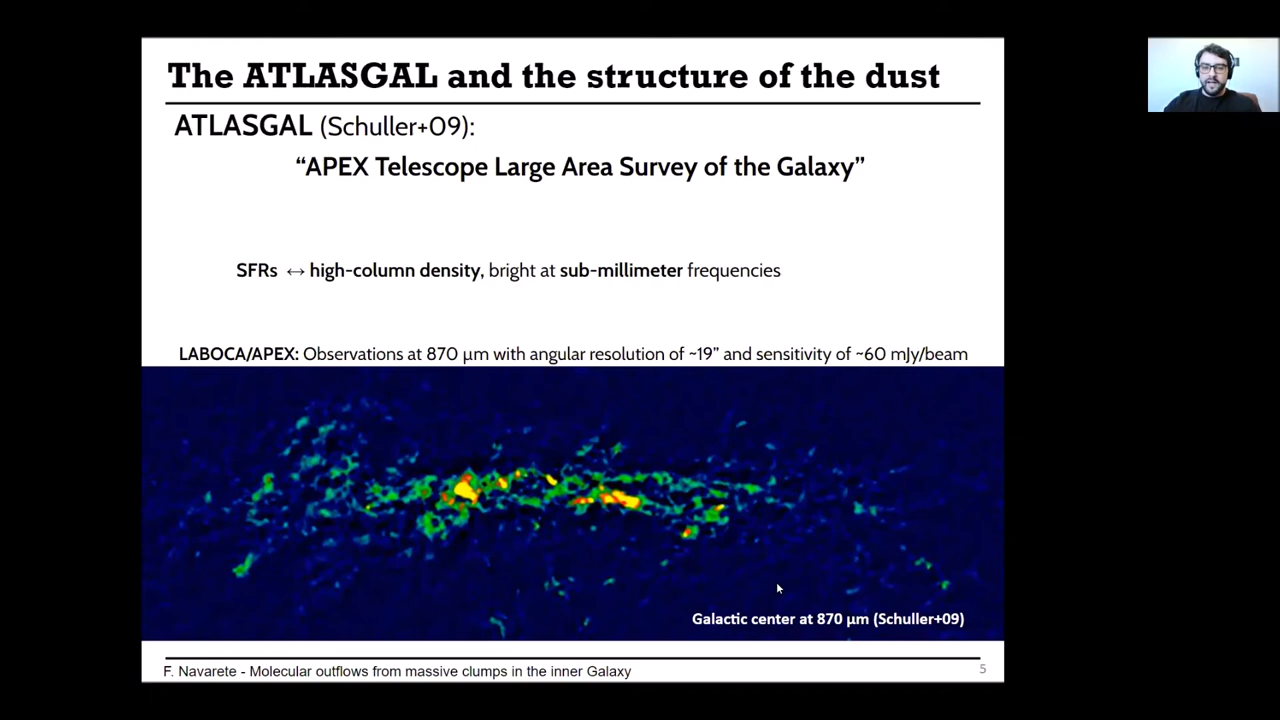 The ATLASGAL and the structure of the dust
ATLASGAL (Schuller+09):
“APEX Telescope Large Area Survey of the Galaxy”
SFRs ↔ high-column density, bright at sub-millimeter frequencies
LABOCA/APEX: Observations at 870 µm with angular resolution of ~19” and sensitivity of ~60 mJy/beam
Galactic center at 870 µm (Schuller+09)
F. Navarete - Molecular outflows from massive clumps in the inner Galaxy
5